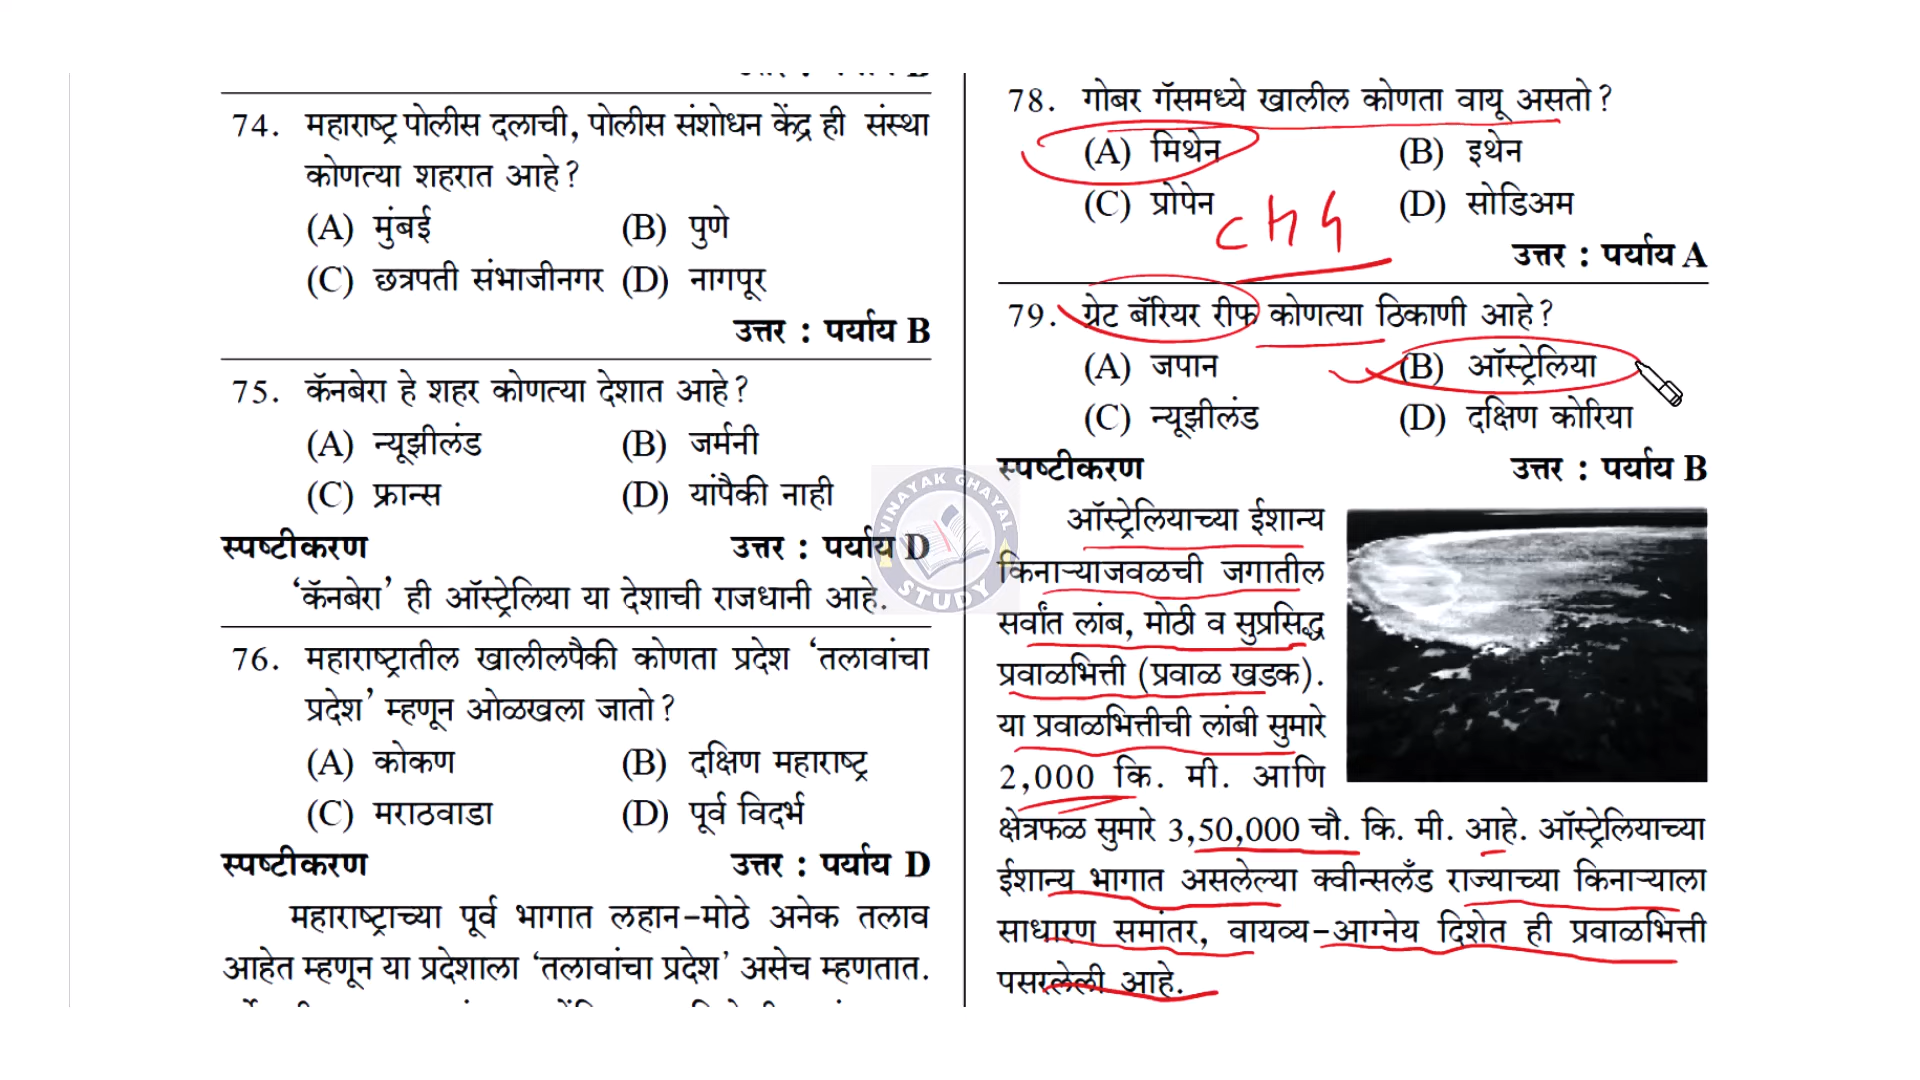 74. महाराष्ट्र पोलीस दलाची, पोलीस संशोधन केंद्र ही संस्था
कोणत्या शहरात आहे?
(A) मुंबई (B) पुणे
(C) छत्रपती संभाजीनगर (D) नागपूर
उत्तर : पर्याय B
75. कॅनबेरा हे शहर कोणत्या देशात आहे?
(A) न्यूझीलंड (B) जर्मनी
(C) फ्रान्स (D) यांपैकी नाही
स्पष्टीकरण उत्तर : पर्याय D
‘कॅनबेरा’ ही ऑस्ट्रेलिया या देशाची राजधानी आहे.
76. महाराष्ट्रातील खालीलपैकी कोणता प्रदेश ‘तलावांचा
प्रदेश’ म्हणून ओळखला जातो?
(A) कोकण (B) दक्षिण महाराष्ट्र
(C) मराठवाडा (D) पूर्व विदर्भ
स्पष्टीकरण उत्तर : पर्याय D
महाराष्ट्राच्या पूर्व भागात लहान-मोठे अनेक तलाव
आहेत म्हणून या प्रदेशाला ‘तलावांचा प्रदेश’ असेच म्हणतात.
78. गोबर गॅसमध्ये खालील कोणता वायू असतो?
(A) मिथेन (B) इथेन
(C) प्रोपेन (D) सोडिअम
CH4
उत्तर : पर्याय A
79. ग्रेट बॅरियर रीफ कोणत्या ठिकाणी आहे?
(A) जपान (B) ऑस्ट्रेलिया
(C) न्यूझीलंड (D) दक्षिण कोरिया
स्पष्टीकरण उत्तर : पर्याय B
ऑस्ट्रेलियाच्या ईशान्य
किनाऱ्याजवळची जगातील
सर्वांत लांब, मोठी व सुप्रसिद्ध
प्रवाळभित्ती (प्रवाळ खडक).
या प्रवाळभित्तीची लांबी सुमारे
2,000 कि. मी. आणि
क्षेत्रफळ सुमारे 3,50,000 चौ. कि. मी. आहे. ऑस्ट्रेलियाच्या
ईशान्य भागात असलेल्या क्वीन्सलँड राज्याच्या किनाऱ्याला
साधारण समांतर, वायव्य-आग्नेय दिशेत ही प्रवाळभित्ती
पसरलेली आहे.
VINAYAK GHAYAL
STUDY